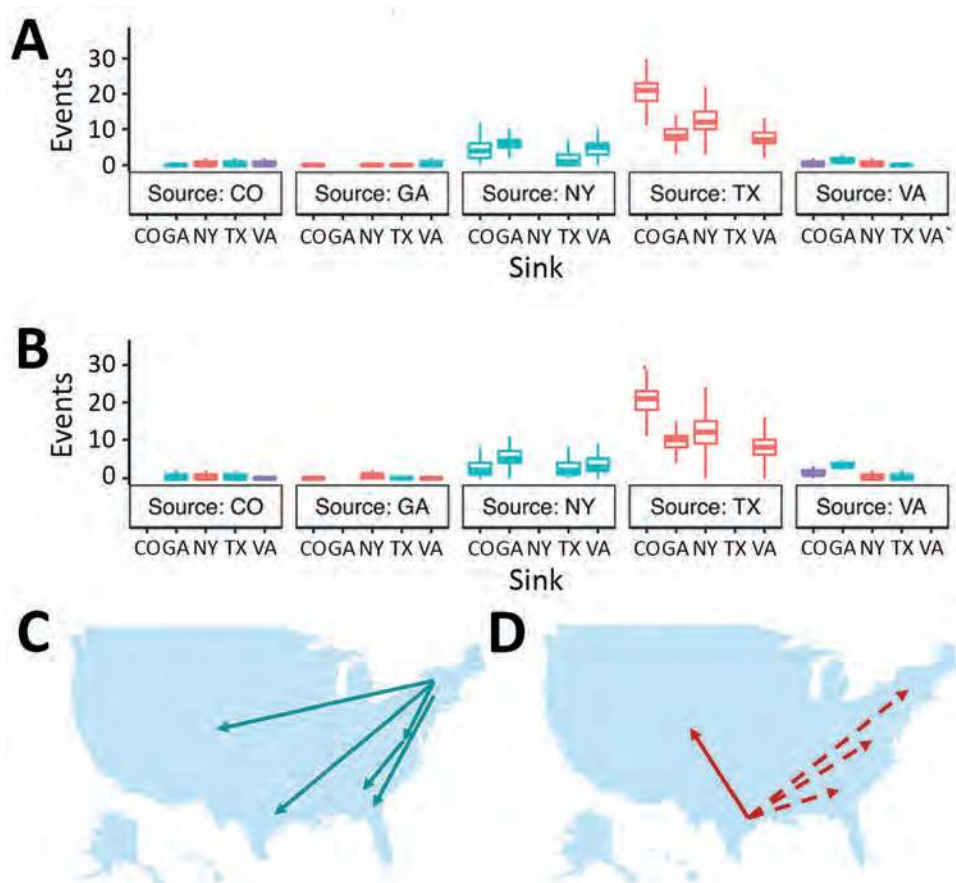 A
Events
30
20
10
0
Source: CO Source: GA Source: NY Source: TX Source: VA
CO GA NY TX VA CO GA NY TX VA CO GA NY TX VA CO GA NY TX VA CO GA NY TX VA
Sink
B
Events
30
20
10
0
Source: CO Source: GA Source: NY Source: TX Source: VA
CO GA NY TX VA CO GA NY TX VA CO GA NY TX VA CO GA NY TX VA CO GA NY TX VA
Sink
C D